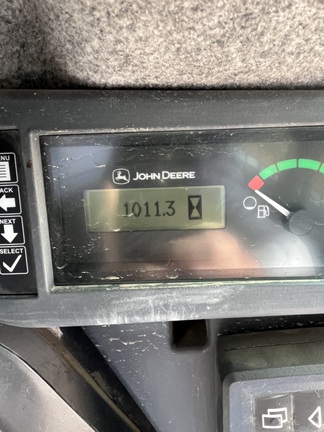 MENU
JOHN DEERE
1011.3
BACK
NEXT
SELECT